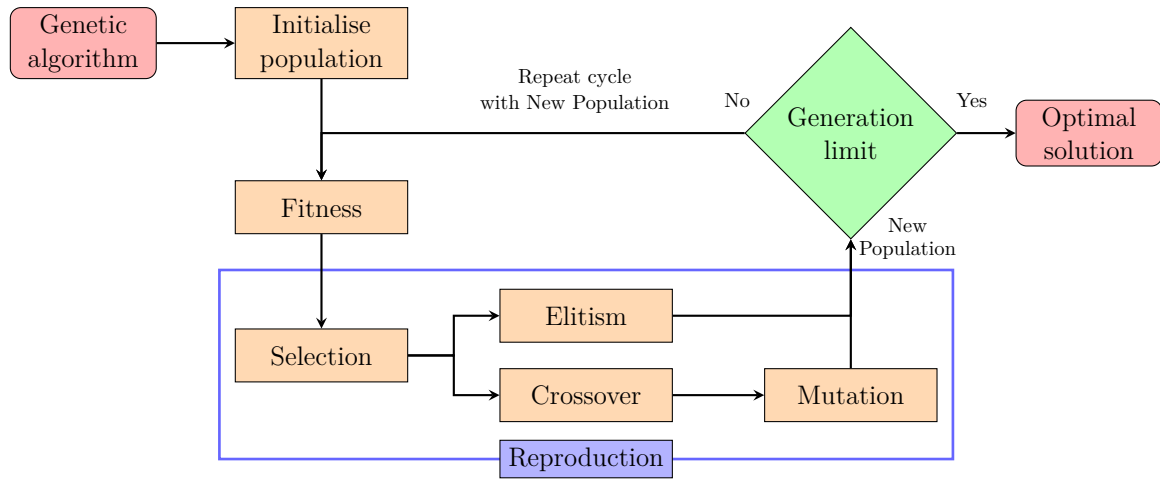 Genetic
algorithm
Initialise
population
Repeat cycle
with New Population
No
Generation
limit
Yes
Optimal
solution
Fitness
New
Population
Selection
Elitism
Crossover
Mutation
Reproduction